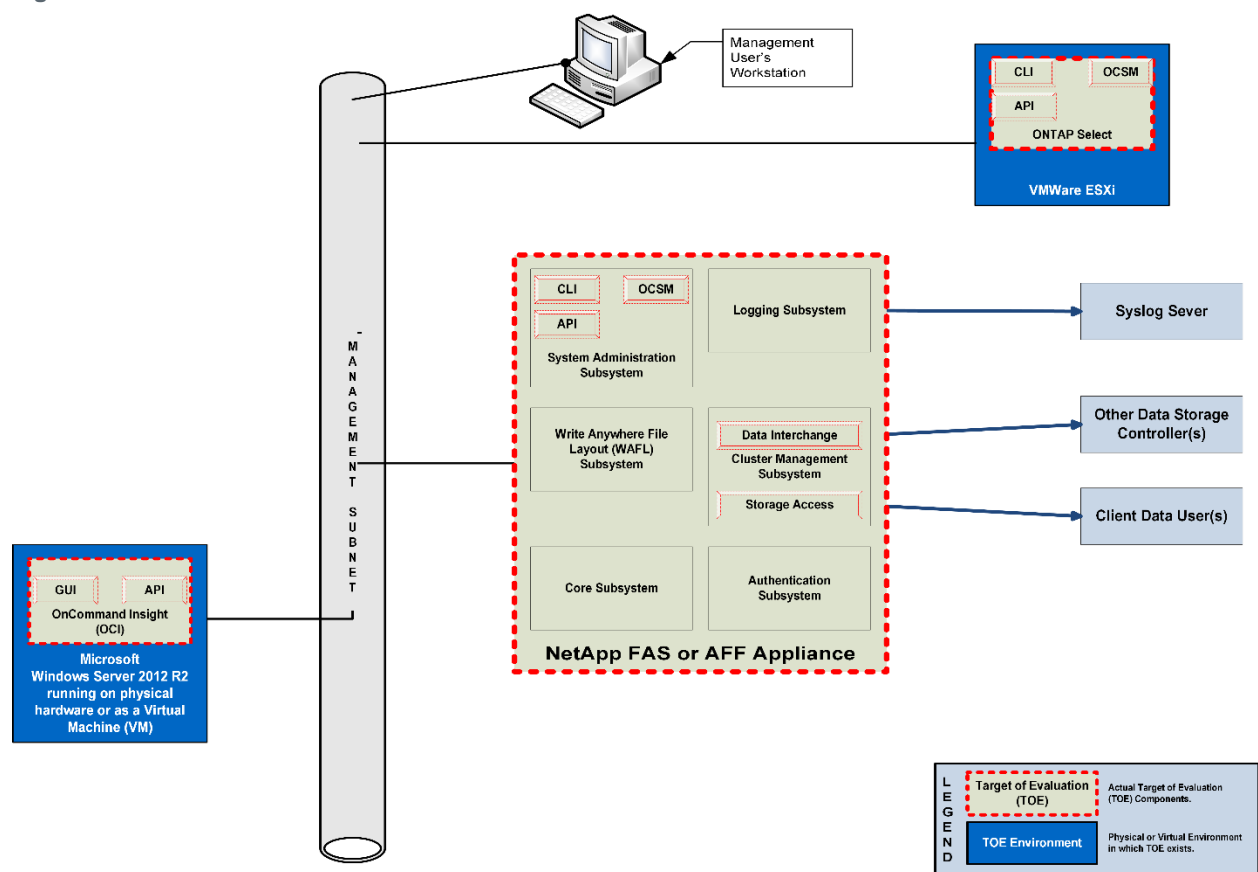 Management
User's
Workstation
CLI
OCSM
API
ONTAP Select
VMWare ESXi
-MANAGEMENT SUBNET
CLI
OCSM
API
System Administration
Subsystem
Logging Subsystem
Write Anywhere File
Layout (WAFL)
Subsystem
Data Interchange
Cluster Management
Subsystem
Storage Access
Core Subsystem
Authentication
Subsystem
NetApp FAS or AFF Appliance
Syslog Sever
Other Data Storage
Controller(s)
Client Data User(s)
GUI
API
OnCommand Insight
(OCI)
Microsoft
Windows Server 2012 R2
running on physical
hardware or as a Virtual
Machine (VM)
LEGEND
Target of Evaluation
(TOE)
Actual Target of Evaluation
(TOE) Components.
TOE Environment
Physical or Virtual Environment
in which TOE exists.